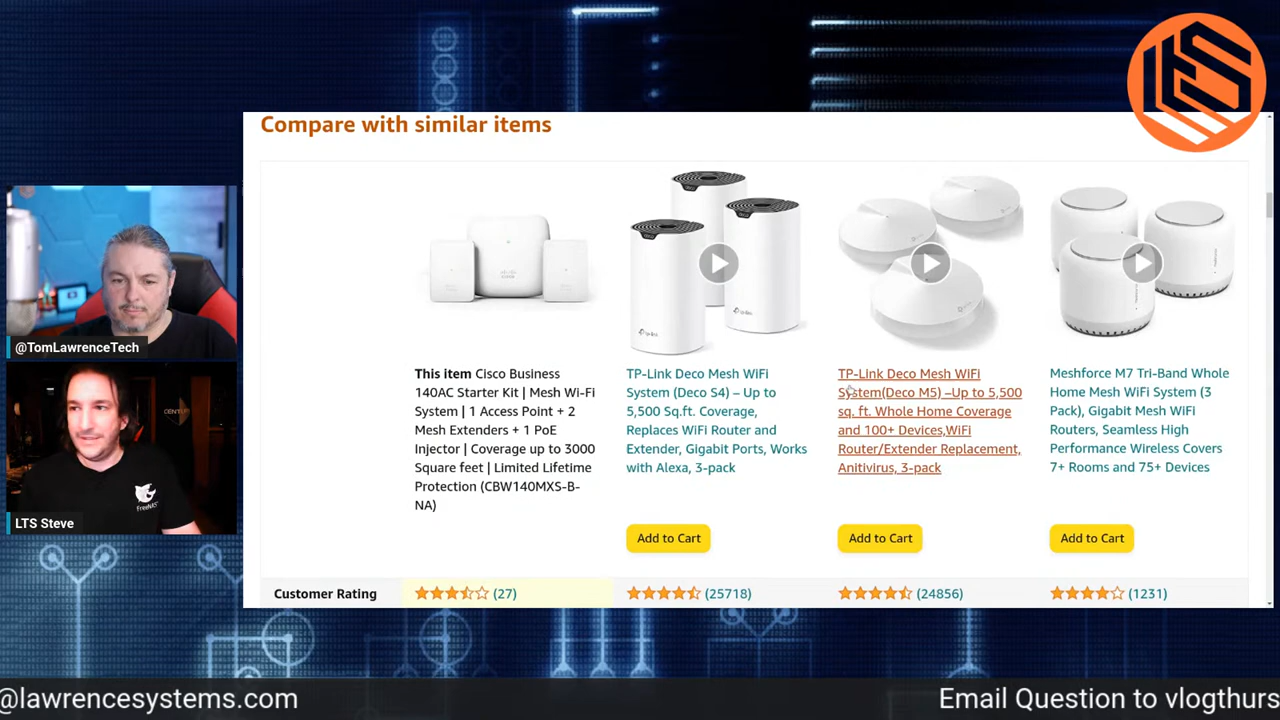 Compare with similar items
@TomLawrenceTech
LTS Steve
FreeNAS
This item Cisco Business
140AC Starter Kit | Mesh Wi-Fi
System | 1 Access Point + 2
Mesh Extenders + 1 PoE
Injector | Coverage up to 3000
Square feet | Limited Lifetime
Protection (CBW140MXS-B-
NA)
TP-Link Deco Mesh WiFi
System (Deco S4) – Up to
5,500 Sq.ft. Coverage,
Replaces WiFi Router and
Extender, Gigabit Ports, Works
with Alexa, 3-pack
Add to Cart
TP-Link Deco Mesh WiFi
System(Deco M5) –Up to 5,500
sq. ft. Whole Home Coverage
and 100+ Devices,WiFi
Router/Extender Replacement,
Anitivirus, 3-pack
Add to Cart
Meshforce M7 Tri-Band Whole
Home Mesh WiFi System (3
Pack), Gigabit Mesh WiFi
Routers, Seamless High
Performance Wireless Covers
7+ Rooms and 75+ Devices
Add to Cart
Customer Rating (27) (25718) (24856) (1231)
@lawrencesystems.com
Email Question to vlogthurs